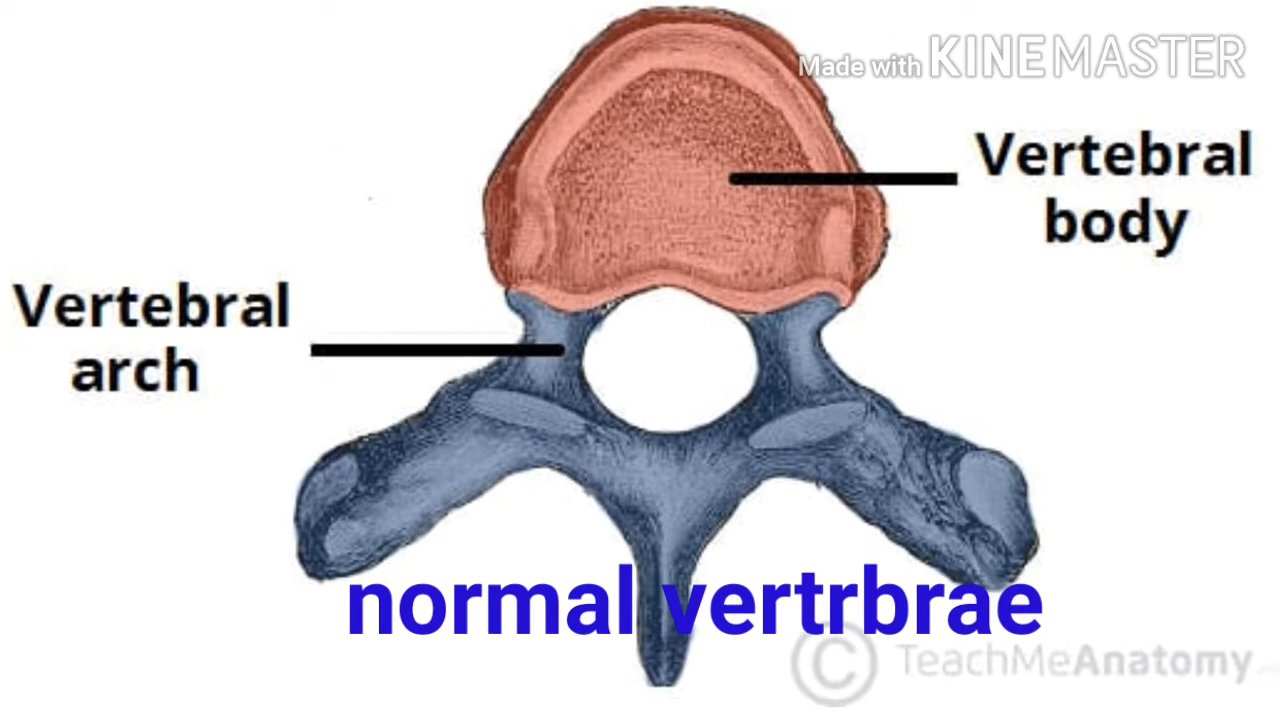 Made with KINEMASTER
Vertebral
body
Vertebral
arch
normal vertrbrae
© TeachMeAnatomy